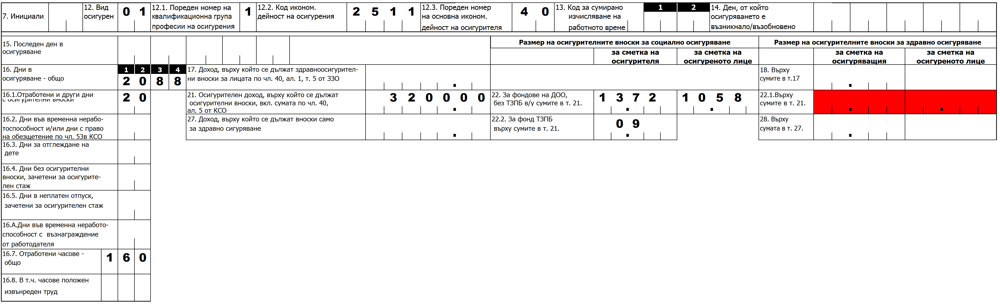 7. Инициали
12. Вид
осигурен
0 1
12.1. Пореден номер на
квалификационна група
професии на осигурения
1
12.2. Код иконом.
дейност на осигурения
2 5 1 1
12.3. Пореден номер
на основна иконом.
дейност на осигурителя
4 0
13. Код за сумирано
изчисляване на
работното време
1 2
14. Ден, от който
осигуряването е
възникнало/възобновено
15. Последен ден в
осигуряване
Размер на осигурителните вноски за социално осигуряване
за сметка на
осигурителя
за сметка на
осигуреното лице
Размер на осигурителните вноски за здравно осигуряване
за сметка на
осигуряващия
за сметка на
осигуреното лице
16. Дни в
осигуряване - общо
1 2 3 4
2 0 8 8
17. Доход, върху който се дължат здравноосигурител-
ни вноски за лицата по чл. 40, ал. 1, т. 5 от ЗЗО
.
18. Върху
сумите в т.17
.
16.1.Отработени и други дни
с осигурителни вноски
2 0
21. Осигурителен доход, върху който се дължат
осигурителни вноски, вкл. сумата по чл. 40,
ал. 5 от КСО
3 2 0 0 . 0 0
22. За фондове на ДОО,
без ТЗПБ в/у сумите в т. 21.
1 3 . 7 2
1 0 . 5 8
22.1.Върху
сумите в т. 21.
.
.
16.2. Дни във временна нерабо-
тоспособност и/или дни с право
на обезщетение по чл. 53в КСО
27. Доход, върху който се дължат вноски само
за здравно сигуряване
.
22.2. За фонд ТЗПБ
върху сумите в т. 21.
0 . 9
28. Върху
сумата в т. 27.
.
16.3. Дни за отглеждане на
дете
16.4. Дни без осигурителни
вноски, зачетени за осигурите-
лен стаж
16.5. Дни в неплатен отпуск,
зачетени за осигурителен стаж
16.А.Дни във временна неработо-
способност с възнаграждение
от работодателя
16.7. Отработени часове -
общо
1 6 0
16.8. В т.ч. часове положен
извънреден труд